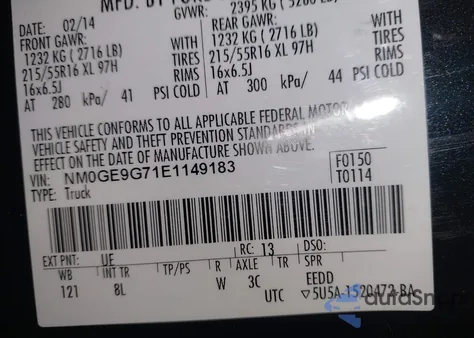 MFD. BY FORD
GVWR: 2395 KG (5280 LB)
DATE: 02/14
FRONT GAWR: REAR GAWR:
1232 KG (2716 LB) WITH 1232 KG (2716 LB) WITH
215/55R16 XL 97H TIRES 215/55R16 XL 97H TIRES
16x6.5J RIMS 16x6.5J RIMS
AT 280 kPa/ 41 PSI COLD AT 300 kPa/ 44 PSI COLD
THIS VEHICLE CONFORMS TO ALL APPLICABLE FEDERAL MOTOR
VEHICLE SAFETY AND THEFT PREVENTION STANDARDS IN
EFFECT ON THE DATE OF MANUFACTURE SHOWN ABOVE.
VIN: NM0GE9G71E1149183 F0150
TYPE: Truck T0114
EXT PNT: UE RC: 13 DSO:
WB INT TR TP/PS R AXLE TR SPR
121 8L W 3C EEDD
UTC ▽5U5A-1520472-BA